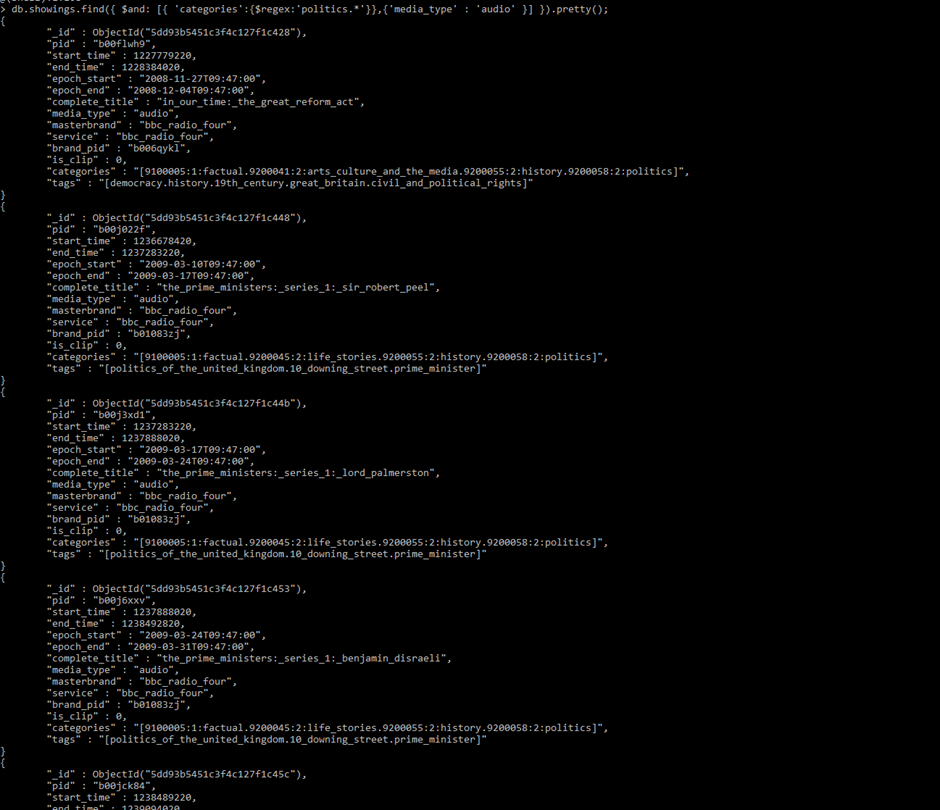 > db.showings.find({ $and: [{ 'categories':{$regex:'politics.*'}},{'media_type' : 'audio' }] }).pretty();
{
"_id" : ObjectId("5dd93b5451c3f4c127f1c428"),
"pid" : "b00flwh9",
"start_time" : 1227779220,
"end_time" : 1228384020,
"epoch_start" : "2008-11-27T09:47:00",
"epoch_end" : "2008-12-04T09:47:00",
"complete_title" : "in_our_time:_the_great_reform_act",
"media_type" : "audio",
"masterbrand" : "bbc_radio_four",
"service" : "bbc_radio_four",
"brand_pid" : "b006qykl",
"is_clip" : 0,
"categories" : "[9100005:1:factual.9200041:2:arts_culture_and_the_media.9200055:2:history.9200058:2:politics]",
"tags" : "[democracy.history.19th_century.great_britain.civil_and_political_rights]"
}
{
"_id" : ObjectId("5dd93b5451c3f4c127f1c448"),
"pid" : "b00j022f",
"start_time" : 1236678420,
"end_time" : 1237283220,
"epoch_start" : "2009-03-10T09:47:00",
"epoch_end" : "2009-03-17T09:47:00",
"complete_title" : "the_prime_ministers:_series_1:_sir_robert_peel",
"media_type" : "audio",
"masterbrand" : "bbc_radio_four",
"service" : "bbc_radio_four",
"brand_pid" : "b01083zj",
"is_clip" : 0,
"categories" : "[9100005:1:factual.9200045:2:life_stories.9200055:2:history.9200058:2:politics]",
"tags" : "[politics_of_the_united_kingdom.10_downing_street.prime_minister]"
}
{
"_id" : ObjectId("5dd93b5451c3f4c127f1c44b"),
"pid" : "b00j3xd1",
"start_time" : 1237283220,
"end_time" : 1237888020,
"epoch_start" : "2009-03-17T09:47:00",
"epoch_end" : "2009-03-24T09:47:00",
"complete_title" : "the_prime_ministers:_series_1:_lord_palmerston",
"media_type" : "audio",
"masterbrand" : "bbc_radio_four",
"service" : "bbc_radio_four",
"brand_pid" : "b01083zj",
"is_clip" : 0,
"categories" : "[9100005:1:factual.9200045:2:life_stories.9200055:2:history.9200058:2:politics]",
"tags" : "[politics_of_the_united_kingdom.10_downing_street.prime_minister]"
}
{
"_id" : ObjectId("5dd93b5451c3f4c127f1c453"),
"pid" : "b00j6xxv",
"start_time" : 1237888020,
"end_time" : 1238492820,
"epoch_start" : "2009-03-24T09:47:00",
"epoch_end" : "2009-03-31T09:47:00",
"complete_title" : "the_prime_ministers:_series_1:_benjamin_disraeli",
"media_type" : "audio",
"masterbrand" : "bbc_radio_four",
"service" : "bbc_radio_four",
"brand_pid" : "b01083zj",
"is_clip" : 0,
"categories" : "[9100005:1:factual.9200045:2:life_stories.9200055:2:history.9200058:2:politics]",
"tags" : "[politics_of_the_united_kingdom.10_downing_street.prime_minister]"
}
{
"_id" : ObjectId("5dd93b5451c3f4c127f1c45c"),
"pid" : "b00jck84",
"start_time" : 1238489220,
"end_time" : 1239094020,